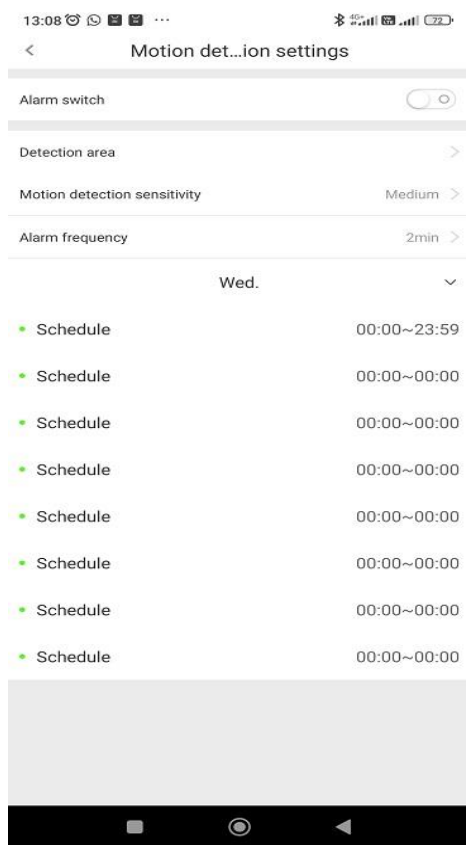 13:08 ... 4G+ 72
Motion det...ion settings
Alarm switch
Detection area
Motion detection sensitivity Medium
Alarm frequency 2min
Wed.
Schedule 00:00~23:59
Schedule 00:00~00:00
Schedule 00:00~00:00
Schedule 00:00~00:00
Schedule 00:00~00:00
Schedule 00:00~00:00
Schedule 00:00~00:00
Schedule 00:00~00:00